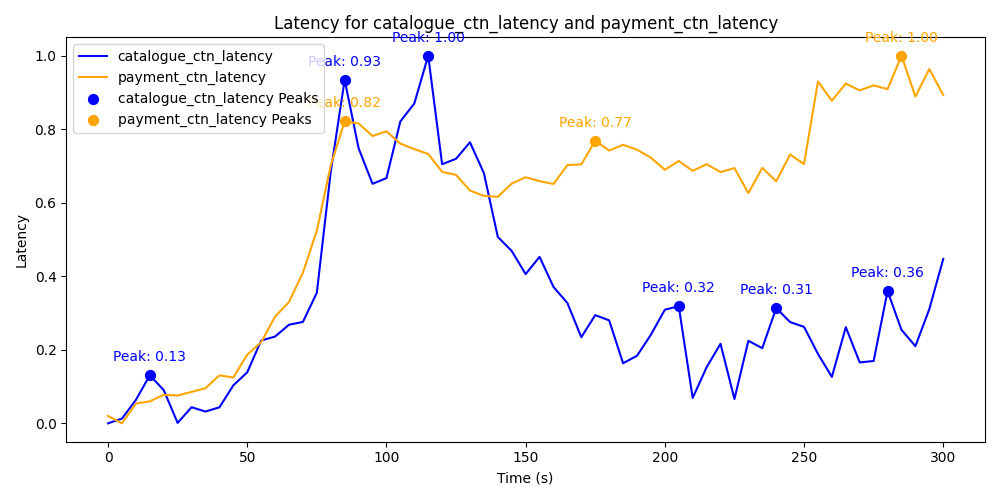 Latency for catalogue_ctn_latency and payment_ctn_latency
catalogue_ctn_latency
payment_ctn_latency
catalogue_ctn_latency Peaks
payment_ctn_latency Peaks
Peak: 0.93
Peak: 0.82
Peak: 1.00
Peak: 1.00
Peak: 0.77
Peak: 0.13
Peak: 0.32
Peak: 0.31
Peak: 0.36
Latency
1.0
0.8
0.6
0.4
0.2
0.0
0 50 100 150 200 250 300
Time (s)